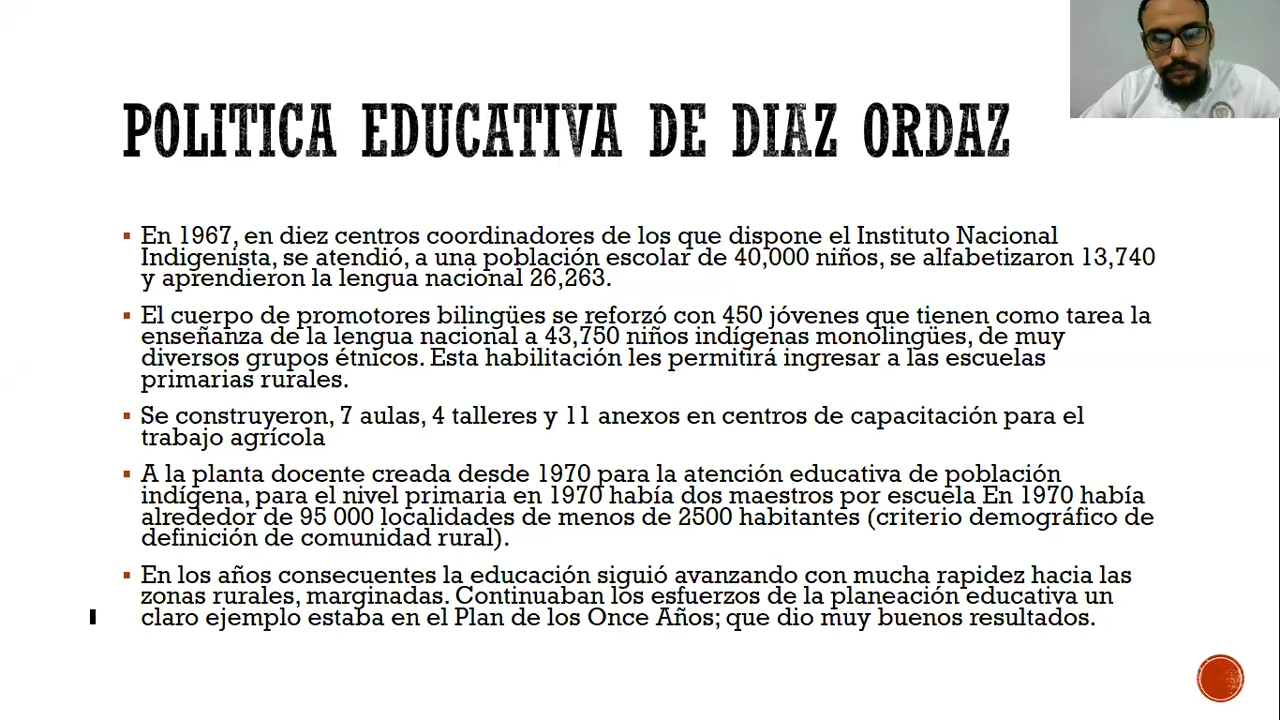 POLITICA EDUCATIVA DE DIAZ ORDAZ
▪ En 1967, en diez centros coordinadores de los que dispone el Instituto Nacional
Indigenista, se atendió, a una población escolar de 40,000 niños, se alfabetizaron 13,740
y aprendieron la lengua nacional 26,263.
▪ El cuerpo de promotores bilingües se reforzó con 450 jóvenes que tienen como tarea la
enseñanza de la lengua nacional a 43,750 niños indígenas monolingües, de muy
diversos grupos étnicos. Esta habilitación les permitirá ingresar a las escuelas
primarias rurales.
▪ Se construyeron, 7 aulas, 4 talleres y 11 anexos en centros de capacitación para el
trabajo agrícola
▪ A la planta docente creada desde 1970 para la atención educativa de población
indígena, para el nivel primaria en 1970 había dos maestros por escuela En 1970 había
alrededor de 95 000 localidades de menos de 2500 habitantes (criterio demográfico de
definición de comunidad rural).
▪ En los años consecuentes la educación siguió avanzando con mucha rapidez hacia las
zonas rurales, marginadas. Continuaban los esfuerzos de la planeación educativa un
claro ejemplo estaba en el Plan de los Once Años; que dio muy buenos resultados.